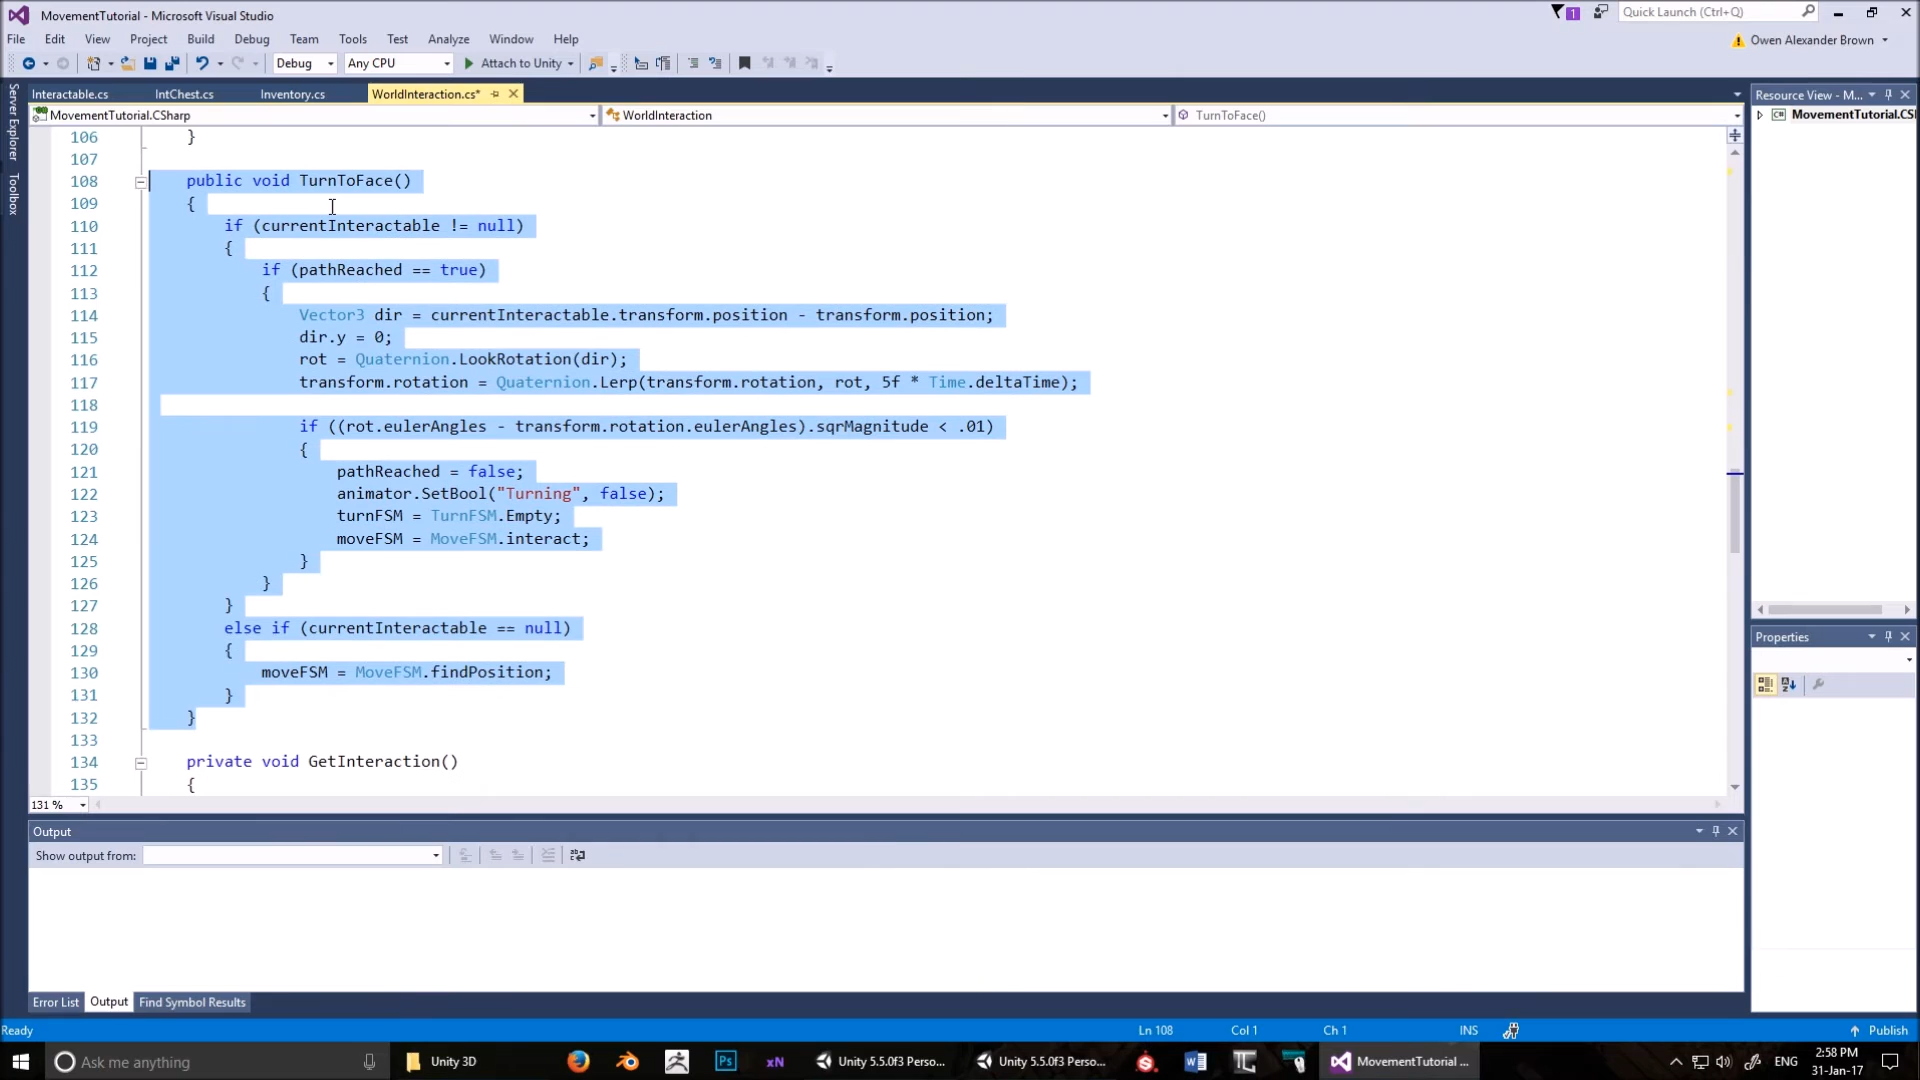 MovementTutorial - Microsoft Visual Studio
1
Quick Launch (Ctrl+Q)
File Edit View Project Build Debug Team Tools Test Analyze Window Help
Owen Alexander Brown
Debug Any CPU Attach to Unity
Server Explorer
Toolbox
Interactable.cs IntChest.cs Inventory.cs WorldInteraction.cs*
MovementTutorial.CSharp WorldInteraction TurnToFace()
106 }
107
108 public void TurnToFace()
109 {
110 if (currentInteractable != null)
111 {
112 if (pathReached == true)
113 {
114 Vector3 dir = currentInteractable.transform.position - transform.position;
115 dir.y = 0;
116 rot = Quaternion.LookRotation(dir);
117 transform.rotation = Quaternion.Lerp(transform.rotation, rot, 5f * Time.deltaTime);
118
119 if ((rot.eulerAngles - transform.rotation.eulerAngles).sqrMagnitude < .01)
120 {
121 pathReached = false;
122 animator.SetBool("Turning", false);
123 turnFSM = TurnFSM.Empty;
124 moveFSM = MoveFSM.interact;
125 }
126 }
127 }
128 else if (currentInteractable == null)
129 {
130 moveFSM = MoveFSM.findPosition;
131 }
132 }
133
134 private void GetInteraction()
135 {
131 %
Resource View - M...
MovementTutorial.CS
Properties
Output
Show output from:
Error List Output Find Symbol Results
Ready Ln 108 Col 1 Ch 1 INS Publish
Ask me anything Unity 3D Ps xN Unity 5.5.0f3 Perso... Unity 5.5.0f3 Perso... MovementTutorial ... ENG
2:58 PM
31-Jan-17